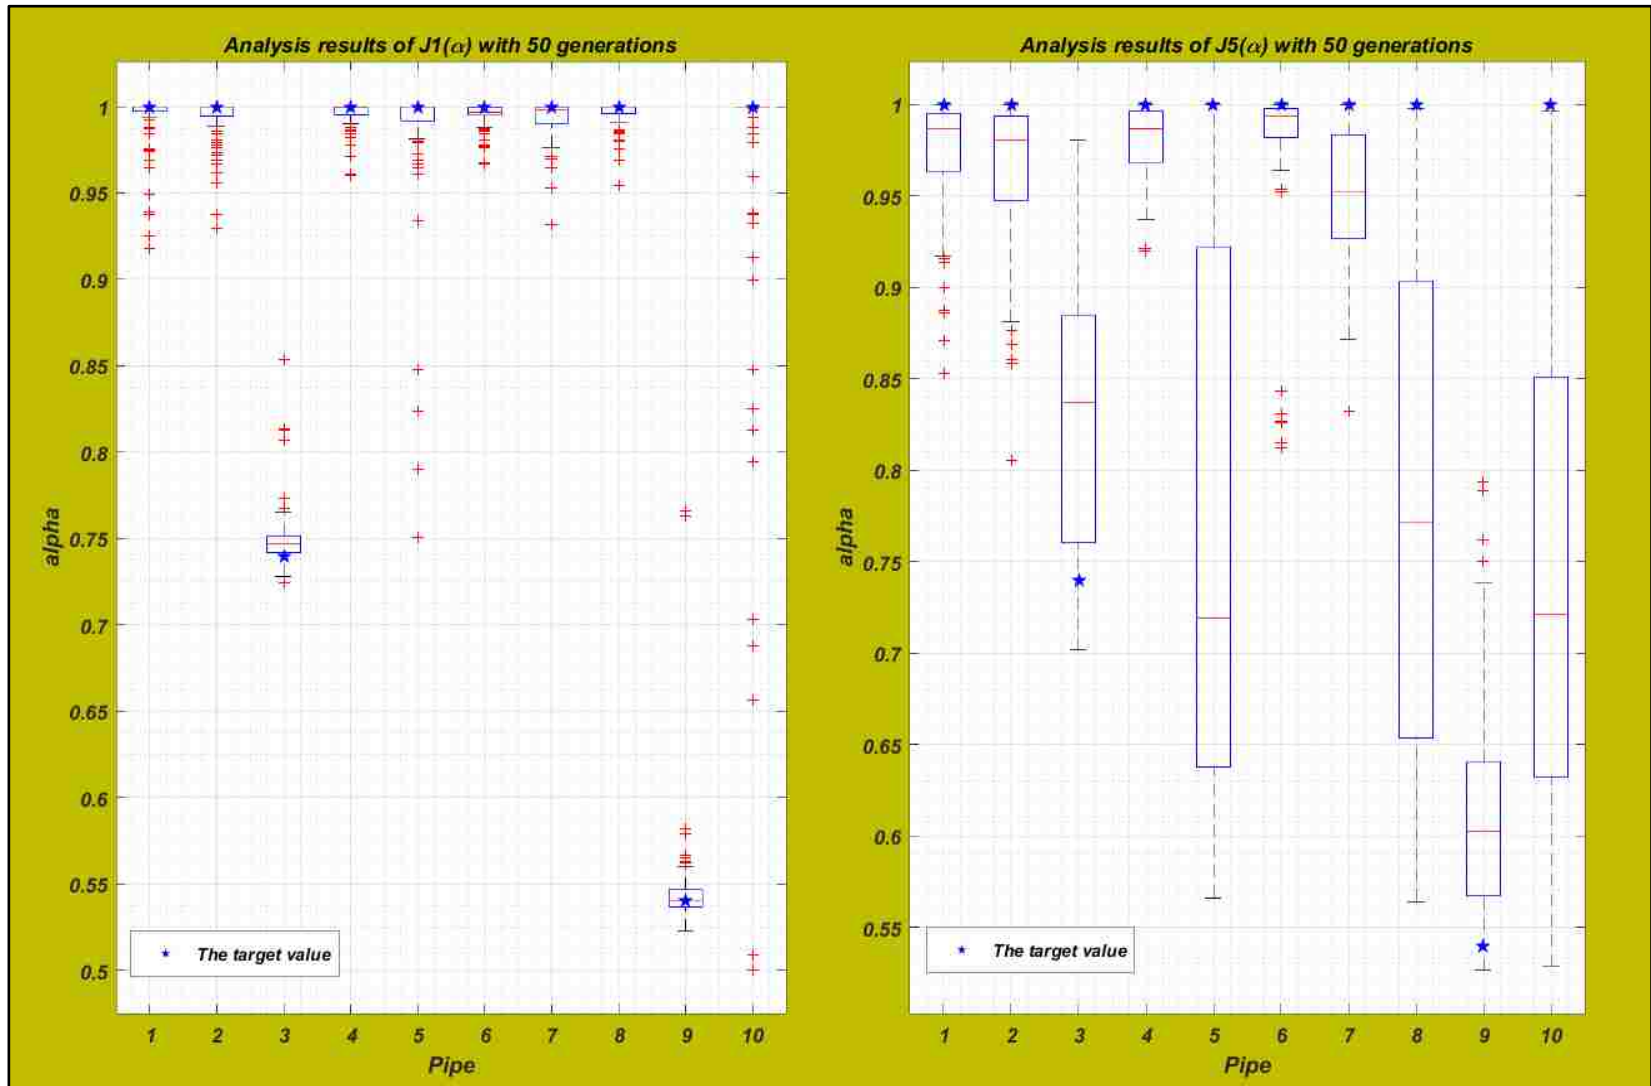 Analysis results of J1(α) with 50 generations
1
0.95
0.9
0.85
0.8
0.75
0.7
0.65
0.6
0.55
0.5
alpha
★ The target value
1 2 3 4 5 6 7 8 9 10
Pipe
Analysis results of J5(α) with 50 generations
1
0.95
0.9
0.85
0.8
0.75
0.7
0.65
0.6
0.55
alpha
★ The target value
1 2 3 4 5 6 7 8 9 10
Pipe